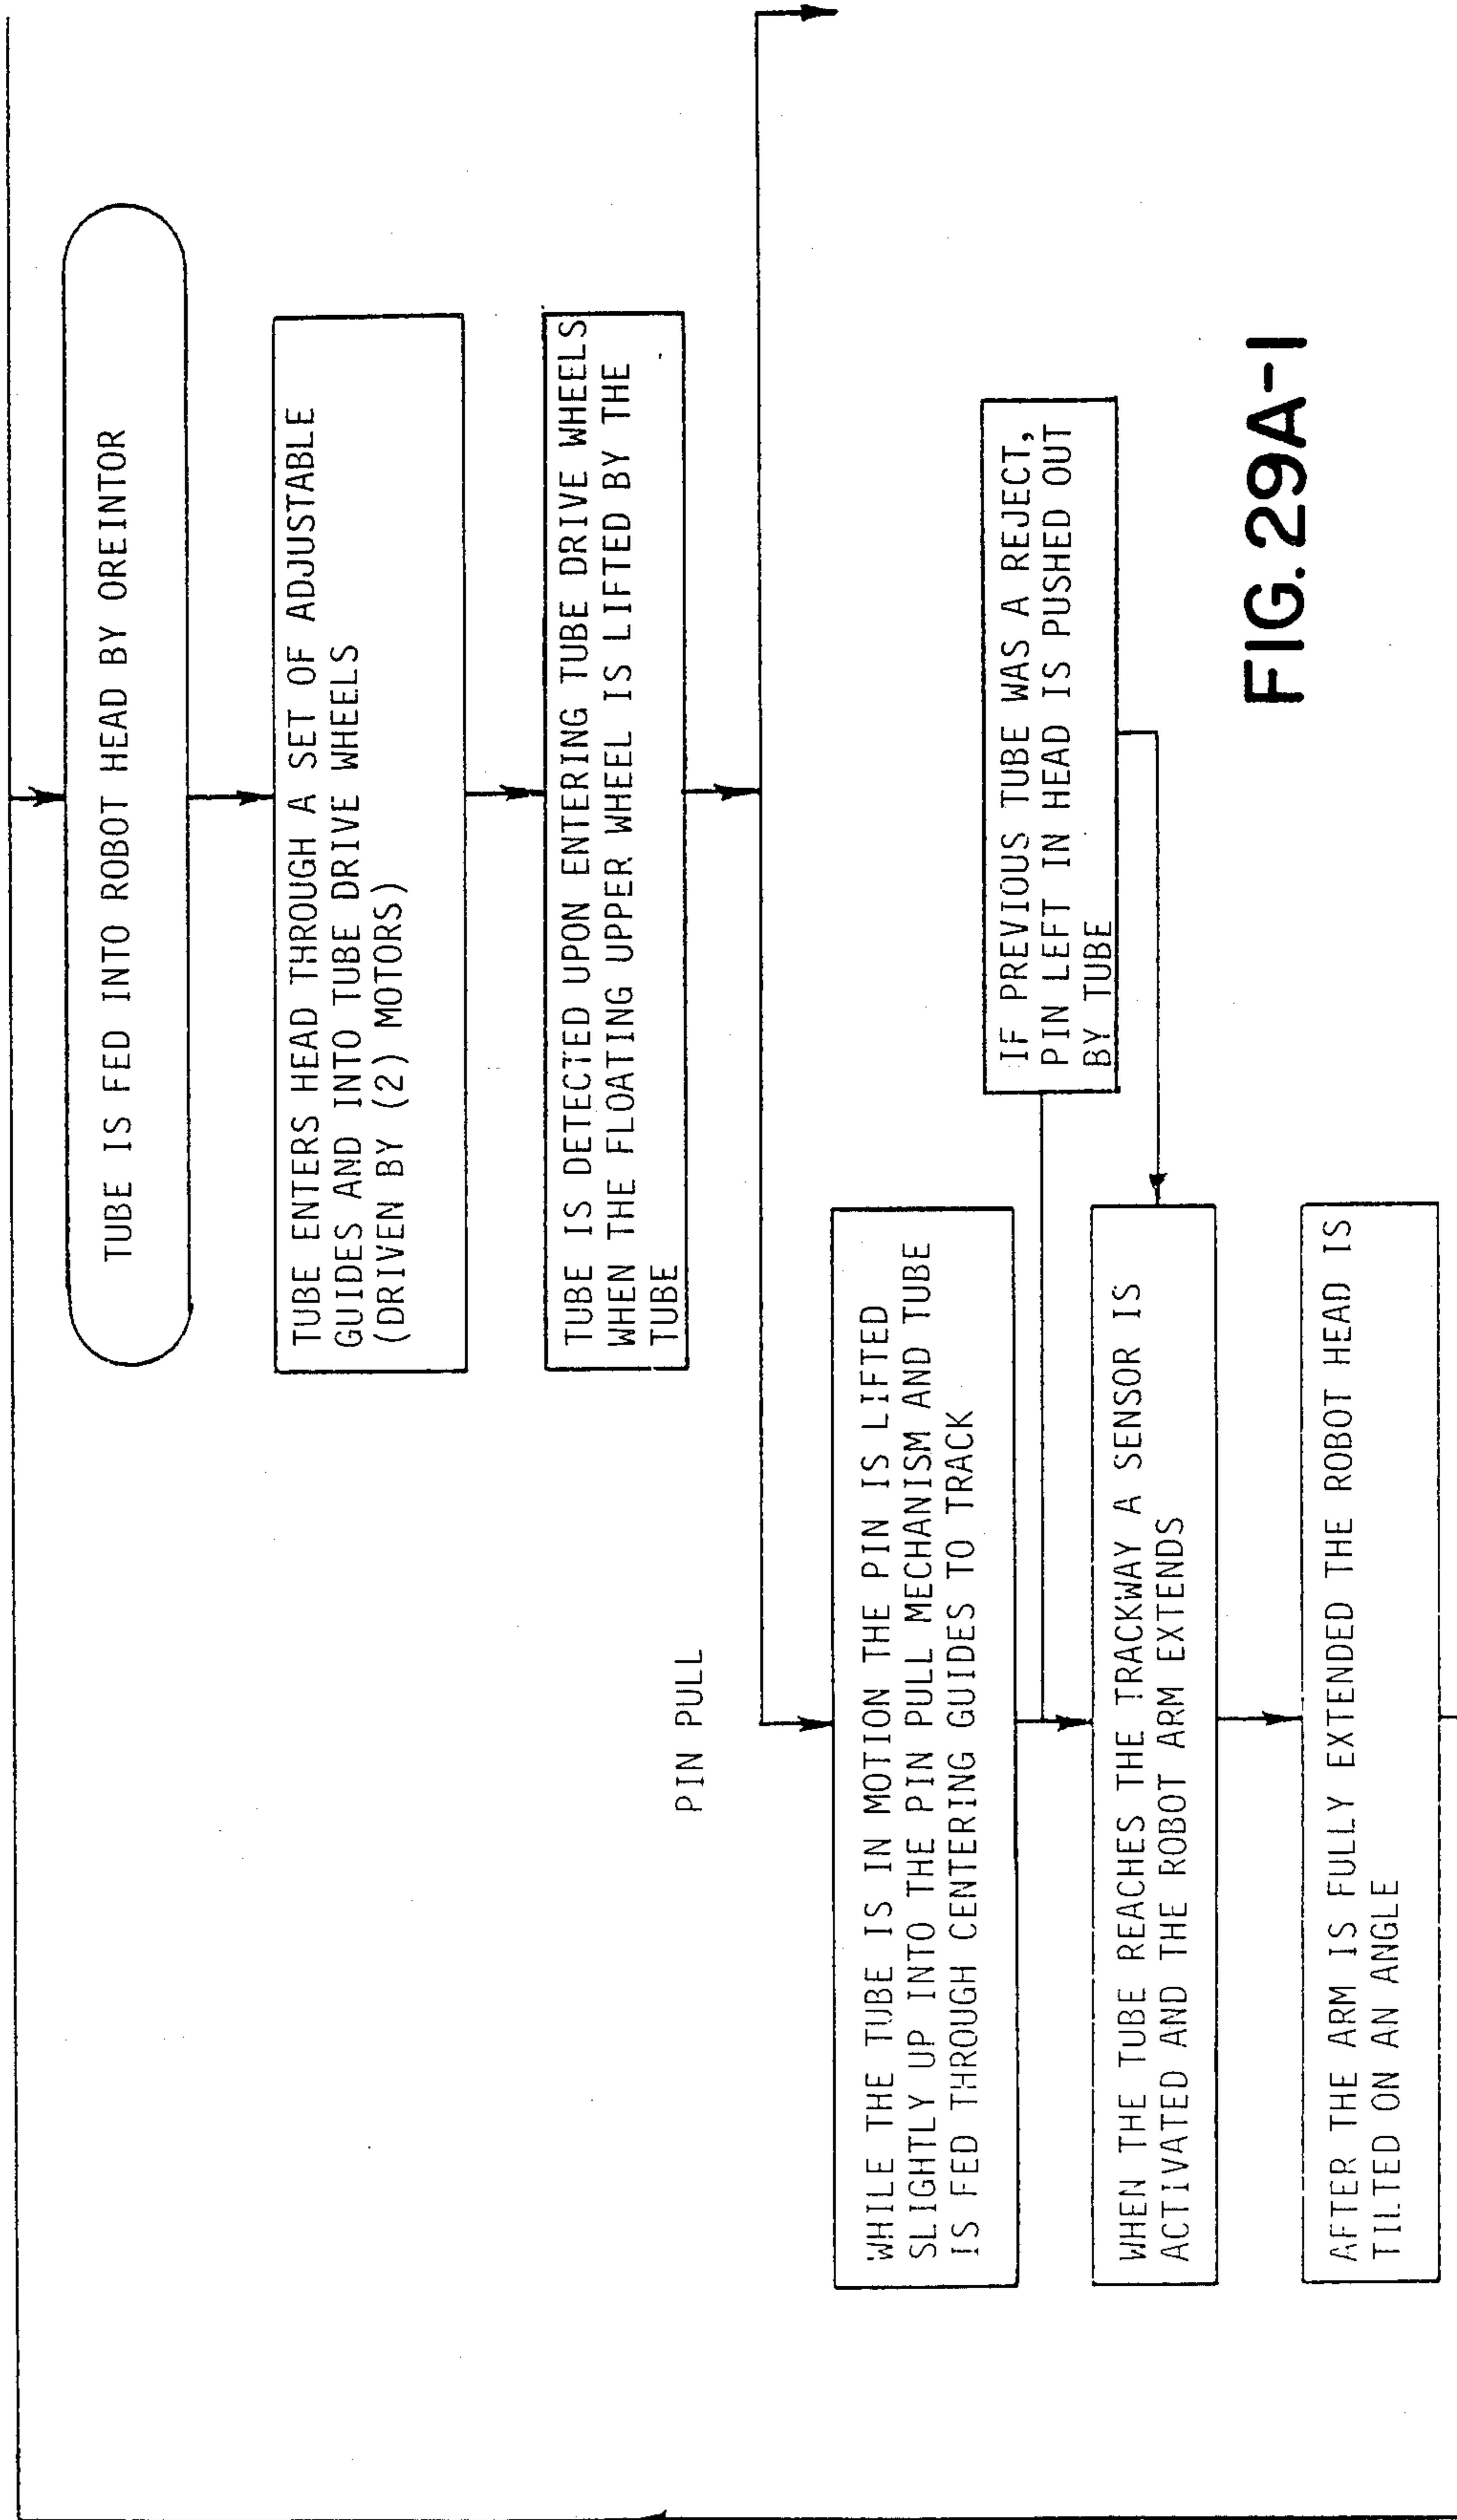 TUBE IS FED INTO ROBOT HEAD BY OREINTOR
TUBE ENTERS HEAD THROUGH A SET OF ADJUSTABLE
GUIDES AND INTO TUBE DRIVE WHEELS
(DRIVEN BY (2) MOTORS)
TUBE IS DETECTED UPON ENTERING TUBE DRIVE WHEELS
WHEN THE FLOATING UPPER WHEEL IS LIFTED BY THE
TUBE
PIN PULL
WHILE THE TUBE IS IN MOTION THE PIN IS LIFTED
SLIGHTLY UP INTO THE PIN PULL MECHANISM AND TUBE
IS FED THROUGH CENTERING GUIDES TO TRACK
IF PREVIOUS TUBE WAS A REJECT,
PIN LEFT IN HEAD IS PUSHED OUT
BY TUBE
WHEN THE TUBE REACHES THE TRACKWAY A SENSOR IS
ACTIVATED AND THE ROBOT ARM EXTENDS
AFTER THE ARM IS FULLY EXTENDED THE ROBOT HEAD IS
TILTED ON AN ANGLE
FIG. 29A-1